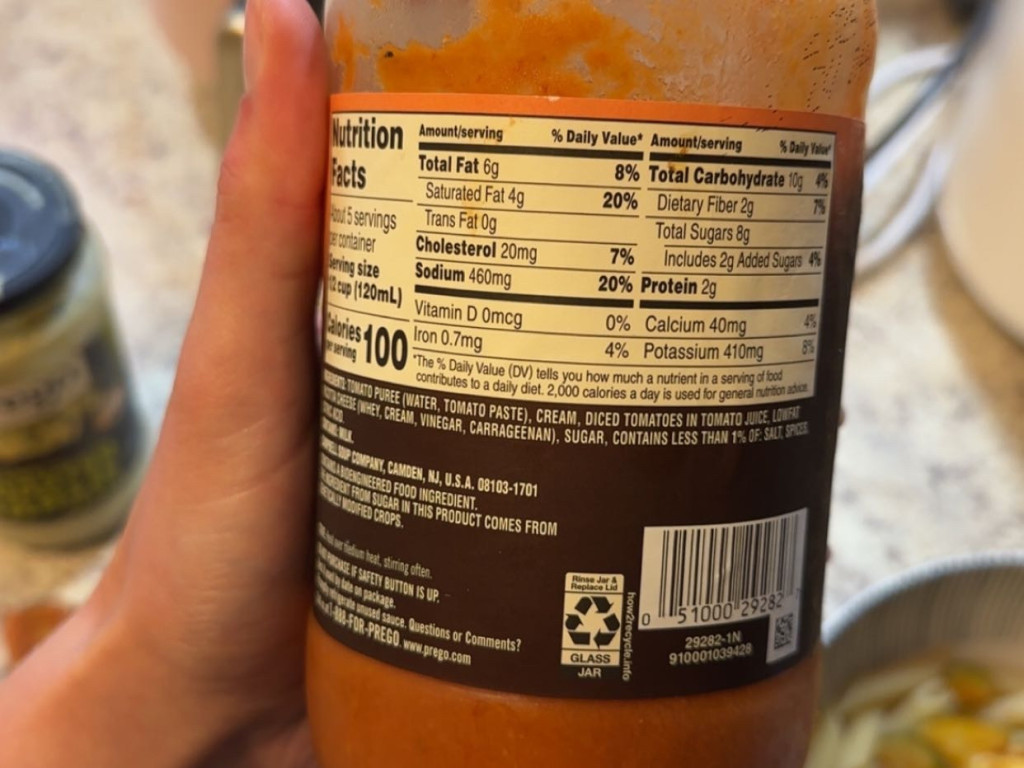 Nutrition
Facts
About 5 servings
per container
Serving size
1/2 cup (120mL)
Calories
per serving
100
Amount/serving % Daily Value*
Total Fat 6g 8%
Saturated Fat 4g 20%
Trans Fat 0g
Cholesterol 20mg 7%
Sodium 460mg 20%
Amount/serving % Daily Value*
Total Carbohydrate 10g 4%
Dietary Fiber 2g 7%
Total Sugars 8g
Includes 2g Added Sugars 4%
Protein 2g
Vitamin D 0mcg 0% Calcium 40mg 4%
Iron 0.7mg 4% Potassium 410mg 8%
*The % Daily Value (DV) tells you how much a nutrient in a serving of food
contributes to a daily diet. 2,000 calories a day is used for general nutrition advice.
TOMATO PUREE (WATER, TOMATO PASTE), CREAM, DICED TOMATOES IN TOMATO JUICE, LOWFAT
CHEESE (WHEY, CREAM, VINEGAR, CARRAGEENAN), SUGAR, CONTAINS LESS THAN 1% OF: SALT, SPICES,
ACID.
MILK.
SOUP COMPANY, CAMDEN, NJ, U.S.A. 08103-1701
A BIOENGINEERED FOOD INGREDIENT.
INGREDIENT FROM SUGAR IN THIS PRODUCT COMES FROM
MODIFIED CROPS.
over medium heat, stirring often.
PURCHASE IF SAFETY BUTTON IS UP.
by date on package.
unused sauce. Questions or Comments?
1-888-FOR-PREGO www.prego.com
Rinse Jar &
Replace Lid
GLASS
JAR
how2recycle.info
0 51000 29282
29282-1N
910001039428